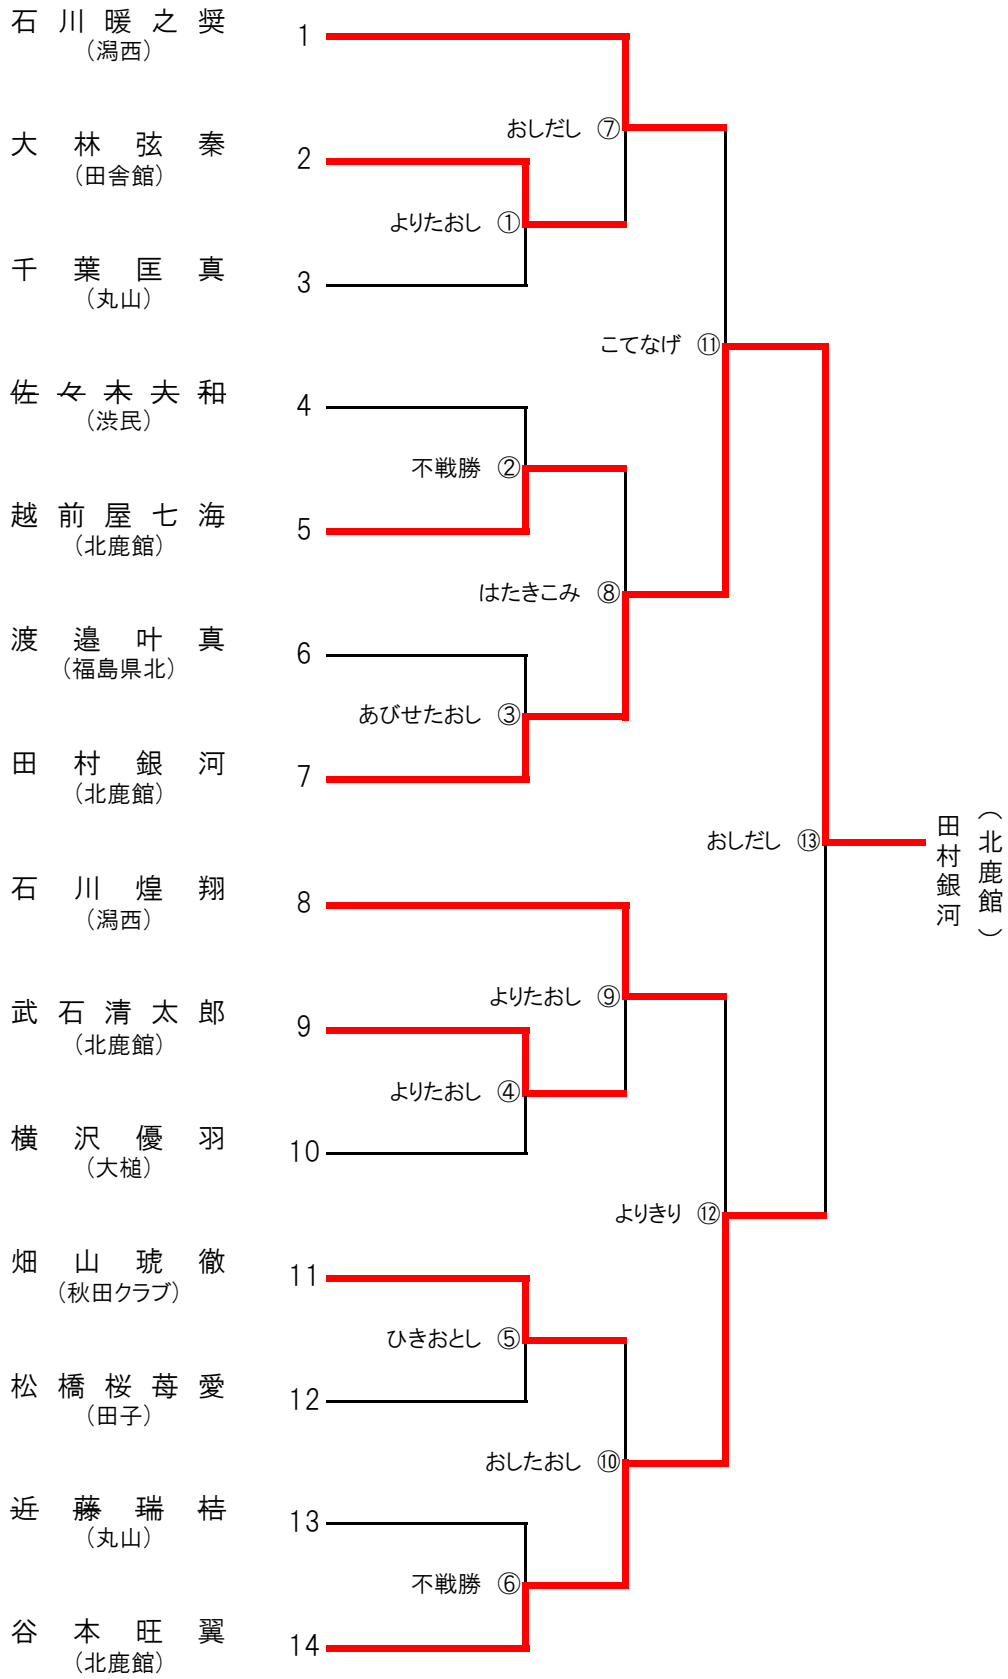 石川暖之奨
（潟西）
1
おしだし ⑦
大林弦秦
（田舎館）
2
よりたおし ①
千葉匡真
（丸山）
3
こてなげ ⑪
佐々木夫和
（渋民）
4
不戦勝 ②
越前屋七海
（北鹿館）
5
はたきこみ ⑧
渡邉叶真
（福島県北）
6
あびせたおし ③
田村銀河
（北鹿館）
7
おしだし ⑬
田村銀河
（北鹿館）
石川煌翔
（潟西）
8
よりたおし ⑨
武石清太郎
（北鹿館）
9
よりたおし ④
横沢優羽
（大槌）
10
よりきり ⑫
畑山琥徹
（秋田クラブ）
11
ひきおとし ⑤
松橋桜苺愛
（田子）
12
おしたおし ⑩
近藤瑞桔
（丸山）
13
不戦勝 ⑥
谷本旺翼
（北鹿館）
14